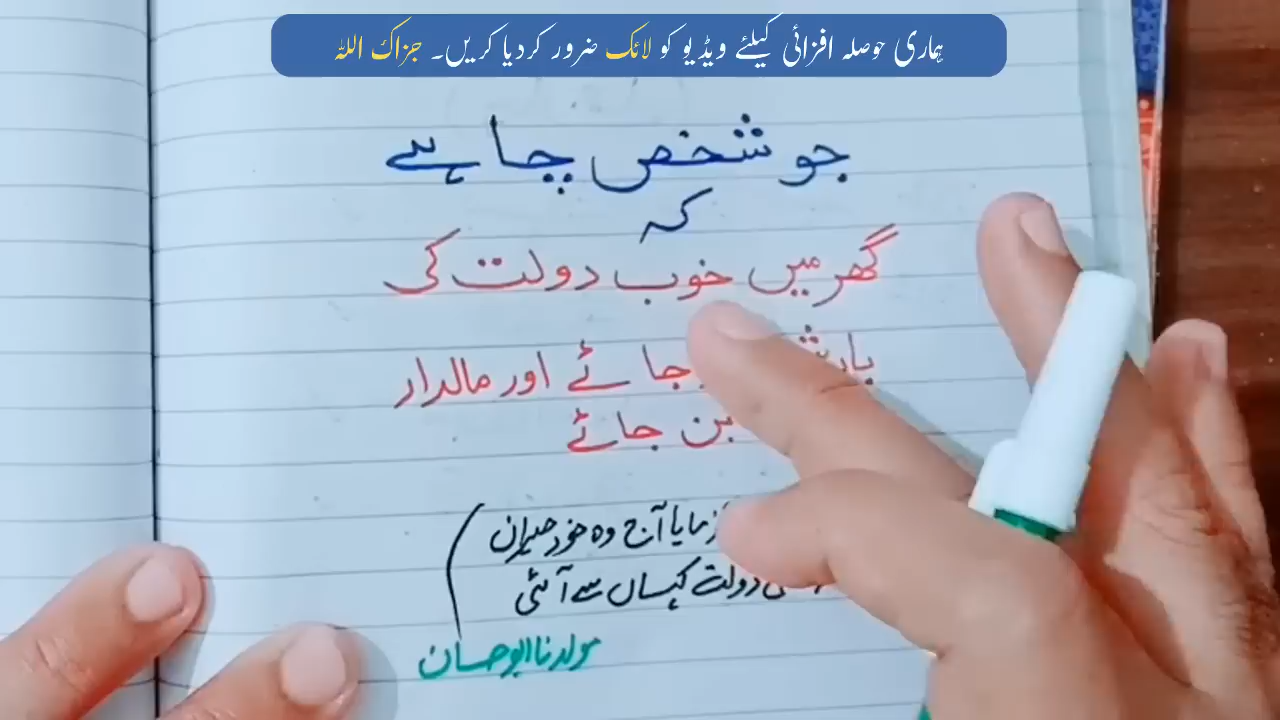 ہماری حوصلہ افزائی کیلئے ویڈیو کو لائک ضرور کردیا کریں۔ جزاک اللہ
جو شخص چاہے
کہ
گھر میں خوب دولت کی
جائے اور مالدار
بن جائے
آج وہ خود حیران
دولت کہاں سے آئی
مولانا ابو حسان